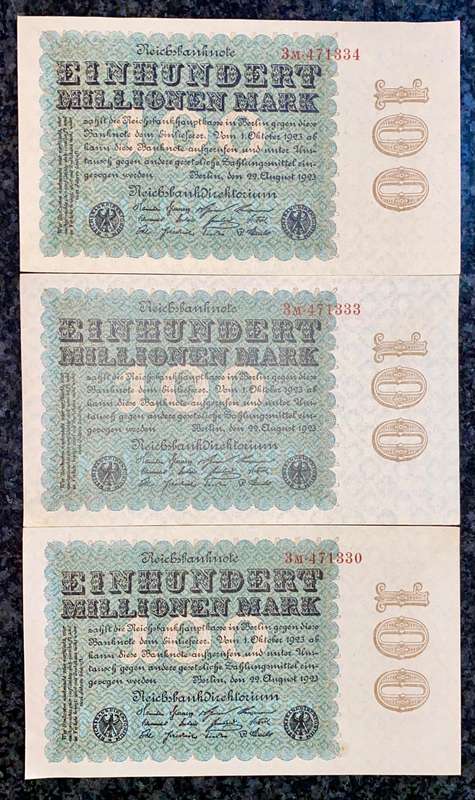 Reichsbanknote
3M·471334
EINHUNDERT
MILLIONEN MARK
zahlt die Reichsbankhauptkasse in Berlin gegen diese
Banknote dem Einlieferer. Vom 1. Oktober 1923 ab
kann diese Banknote aufgerufen und unter Um-
tausch gegen andere gesetzliche Zahlungsmittel ein-
gezogen werden Berlin, den 22. August 1923
Reichsbankdirektorium
100
Reichsbanknote
3M·471333
EINHUNDERT
MILLIONEN MARK
zahlt die Reichsbankhauptkasse in Berlin gegen diese
Banknote dem Einlieferer. Vom 1. Oktober 1923 ab
kann diese Banknote aufgerufen und unter Um-
tausch gegen andere gesetzliche Zahlungsmittel ein-
gezogen werden Berlin, den 22. August 1923
Reichsbankdirektorium
100
Reichsbanknote
3M·471330
EINHUNDERT
MILLIONEN MARK
zahlt die Reichsbankhauptkasse in Berlin gegen diese
Banknote dem Einlieferer. Vom 1. Oktober 1923 ab
kann diese Banknote aufgerufen und unter Um-
tausch gegen andere gesetzliche Zahlungsmittel ein-
gezogen werden Berlin, den 22. August 1923
Reichsbankdirektorium
100